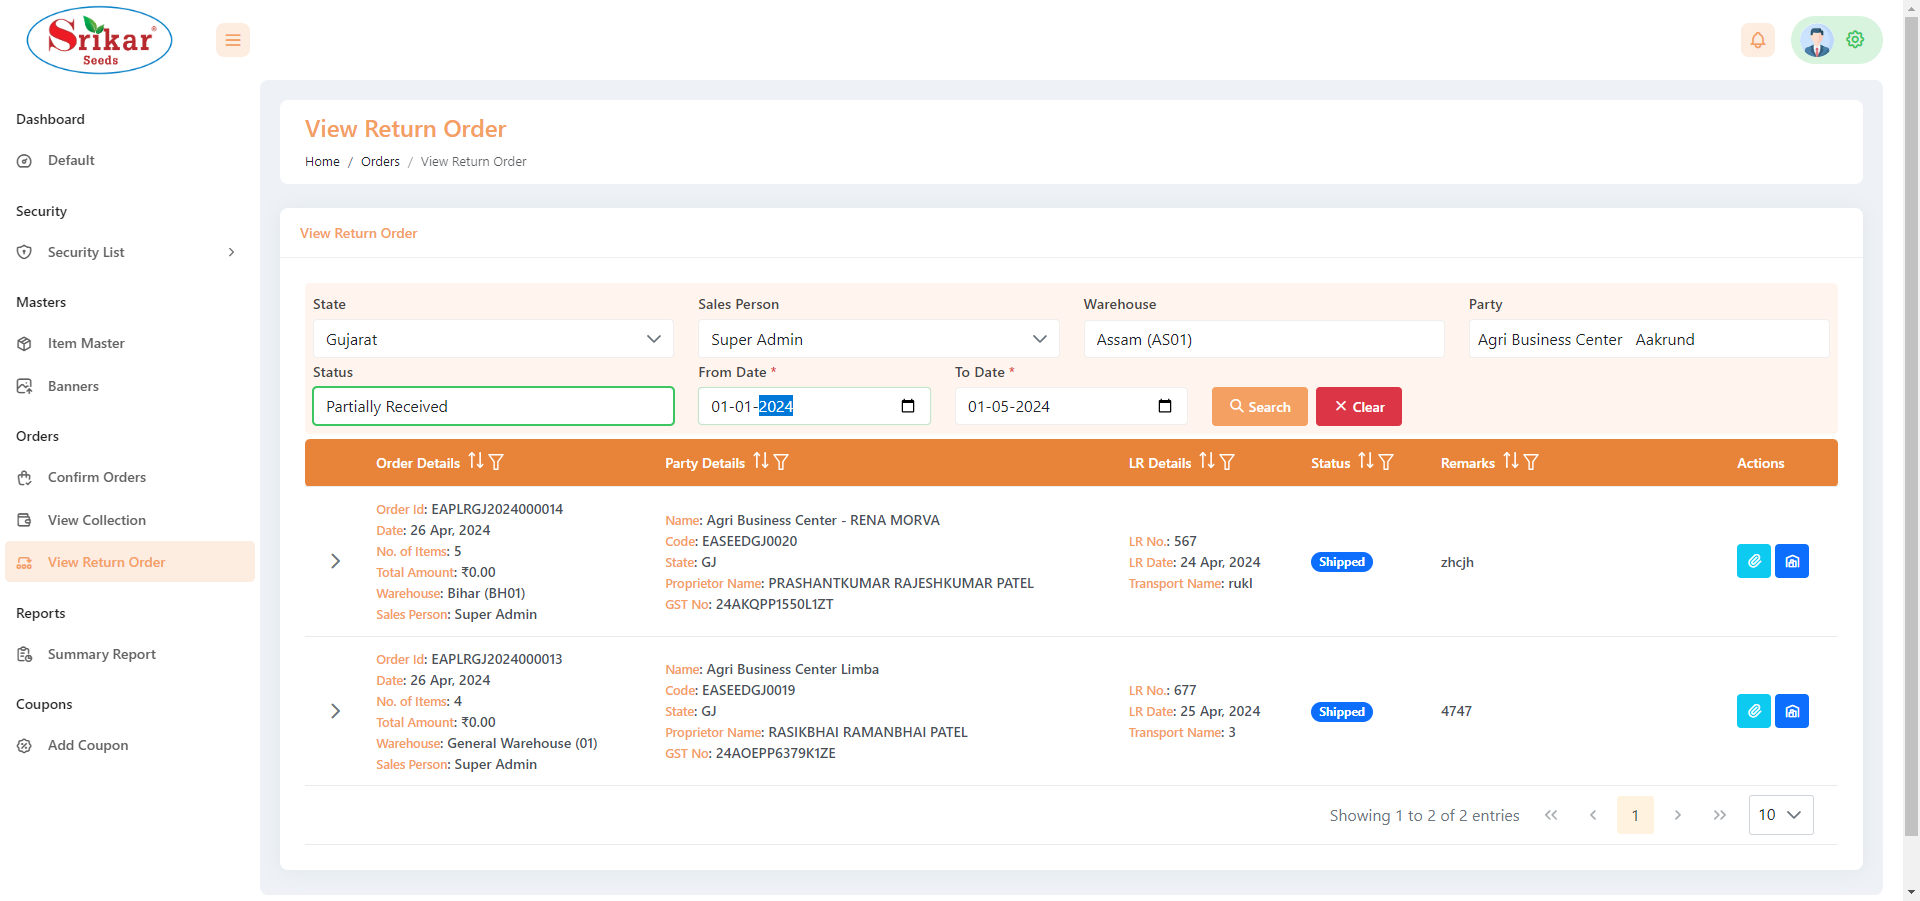 Srikar®
Seeds
Dashboard
Default
Security
Security List
Masters
Item Master
Banners
Orders
Confirm Orders
View Collection
View Return Order
Reports
Summary Report
Coupons
Add Coupon
View Return Order
Home / Orders / View Return Order
View Return Order
State Sales Person Warehouse Party
Gujarat Super Admin Assam (AS01) Agri Business Center Aakrund
Status From Date * To Date *
Partially Received 01-01-2024 01-05-2024 Search Clear
Order Details Party Details LR Details Status Remarks Actions
Order Id: EAPLRGJ2024000014
Date: 26 Apr, 2024
No. of Items: 5
Total Amount: ₹0.00
Warehouse: Bihar (BH01)
Sales Person: Super Admin
Name: Agri Business Center - RENA MORVA
Code: EASEEDGJ0020
State: GJ
Proprietor Name: PRASHANTKUMAR RAJESHKUMAR PATEL
GST No: 24AKQPP1550L1ZT
LR No.: 567
LR Date: 24 Apr, 2024
Transport Name: rukl
Shipped
zhcjh
Order Id: EAPLRGJ2024000013
Date: 26 Apr, 2024
No. of Items: 4
Total Amount: ₹0.00
Warehouse: General Warehouse (01)
Sales Person: Super Admin
Name: Agri Business Center Limba
Code: EASEEDGJ0019
State: GJ
Proprietor Name: RASIKBHAI RAMANBHAI PATEL
GST No: 24AOEPP6379K1ZE
LR No.: 677
LR Date: 25 Apr, 2024
Transport Name: 3
Shipped
4747
Showing 1 to 2 of 2 entries 1 10